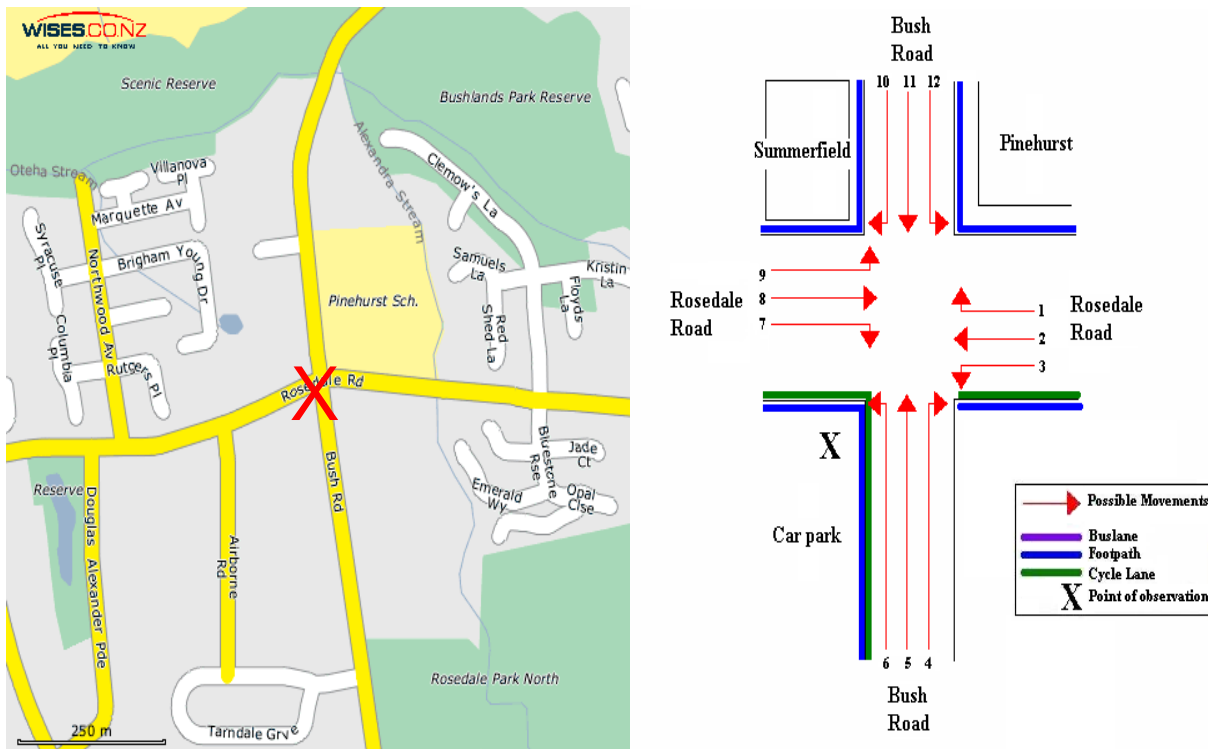 WISES.CO.NZ
ALL YOU NEED TO KNOW
Scenic Reserve
Bushlands Park Reserve
Oteha Stream
Villanova
Pl
Marquette Av
Alexandra Stream
Clemow's La
Syracuse
Pl
Northwood Av
Brigham Young Dr
Samuels
La
Kristin
La
Floyds
La
Red
Shed-La
Pinehurst Sch.
Columbia
Pl
Rutgers Pl
Rosedale Rd
Bush Rd
Bluestone
Rse
Jade
Ct
Emerald
Wy
Opal
Clse
Reserve
Douglas Alexander Pde
Airborne
Rd
Rosedale Park North
Tarndale Grve
250 m
Bush
Road
10 11 12
Summerfield
Pinehurst
9
8
7
Rosedale
Road
1
2
3
Rosedale
Road
X
Car park
6 5 4
Bush
Road
Possible Movements
Buslane
Footpath
Cycle Lane
X Point of observation